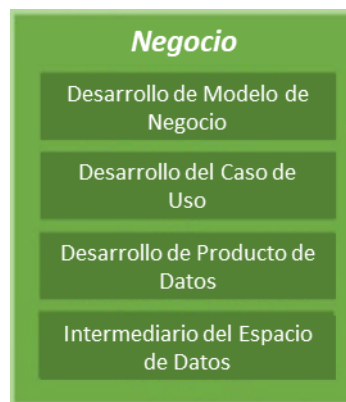 Negocio
Desarrollo de Modelo de
Negocio
Desarrollo del Caso de
Uso
Desarrollo de Producto de
Datos
Intermediario del Espacio
de Datos